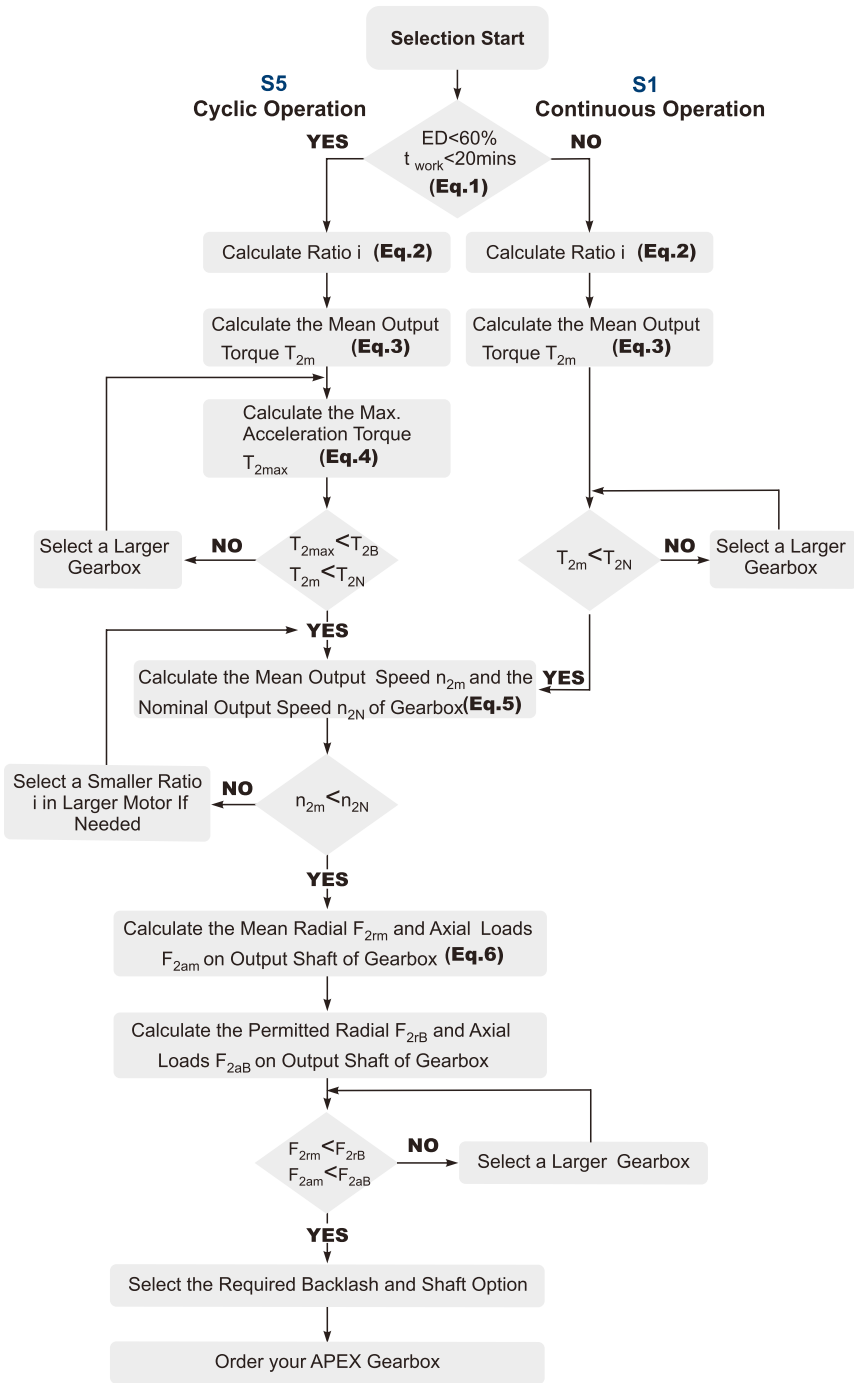 Selection Start
S5
Cyclic Operation
S1
Continuous Operation
YES
ED<60%
t work<20mins
(Eq.1)
NO
Calculate Ratio i (Eq.2)
Calculate Ratio i (Eq.2)
Calculate the Mean Output
Torque T2m (Eq.3)
Calculate the Mean Output
Torque T2m (Eq.3)
Calculate the Max.
Acceleration Torque
T2max (Eq.4)
Select a Larger
Gearbox
NO
T2max<T2B
T2m<T2N
T2m<T2N
NO
Select a Larger
Gearbox
YES
Calculate the Mean Output Speed n2m and the
Nominal Output Speed n2N of Gearbox(Eq.5)
YES
Select a Smaller Ratio
i in Larger Motor If
Needed
NO
n2m<n2N
YES
Calculate the Mean Radial F2rm and Axial Loads
F2am on Output Shaft of Gearbox (Eq.6)
Calculate the Permitted Radial F2rB and Axial
Loads F2aB on Output Shaft of Gearbox
F2rm<F2rB
F2am<F2aB
NO
Select a Larger Gearbox
YES
Select the Required Backlash and Shaft Option
Order your APEX Gearbox